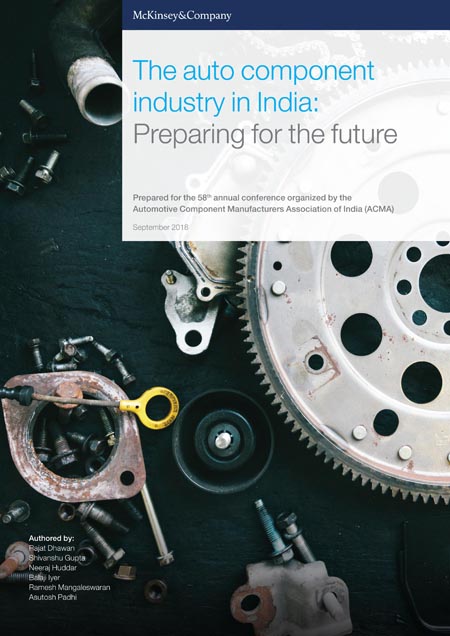 McKinsey&Company
The auto component
industry in India:
Preparing for the future
Prepared for the 58th annual conference organized by the
Automotive Component Manufacturers Association of India (ACMA)
September 2018
Authored by:
Rajat Dhawan
Shivanshu Gupta
Neeraj Huddar
Balaji Iyer
Ramesh Mangaleswaran
Asutosh Padhi